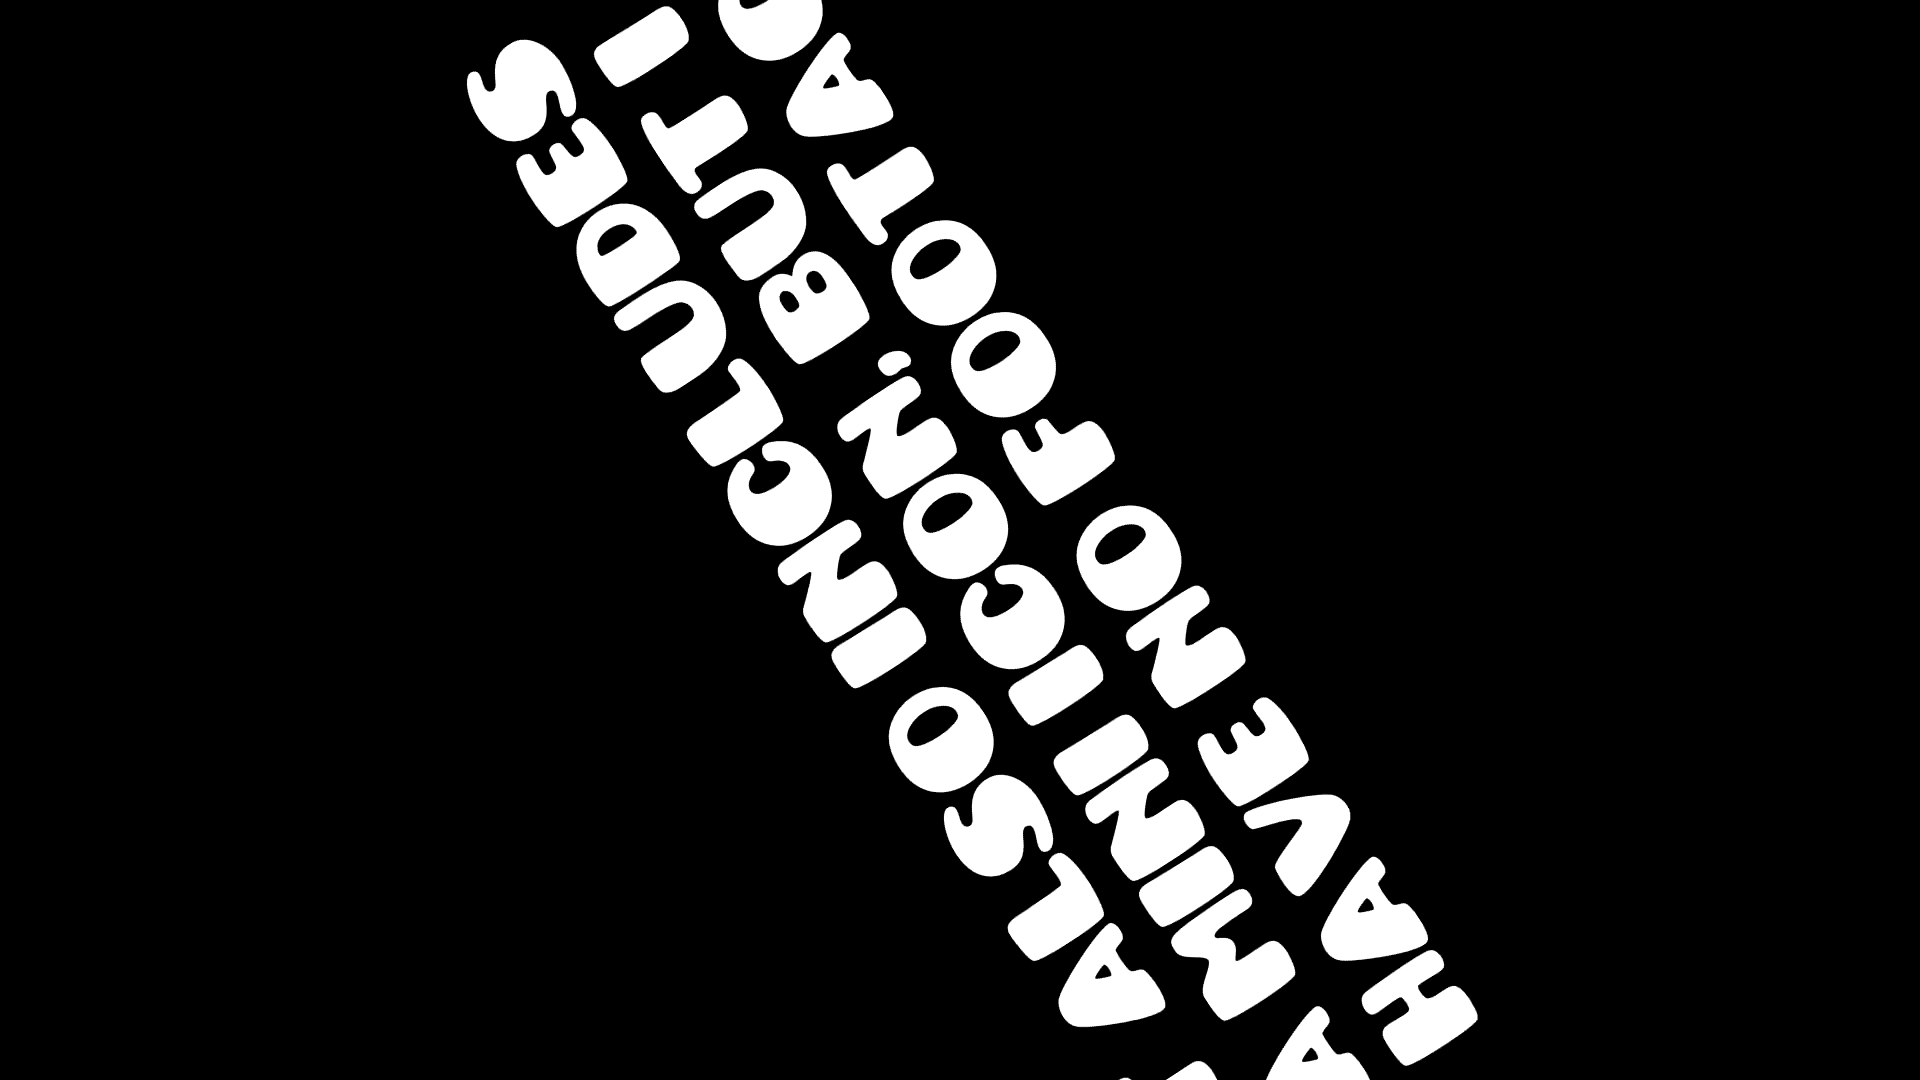 ALSO INCLUDES
A MINI ICON. BUT I
HAVE NO